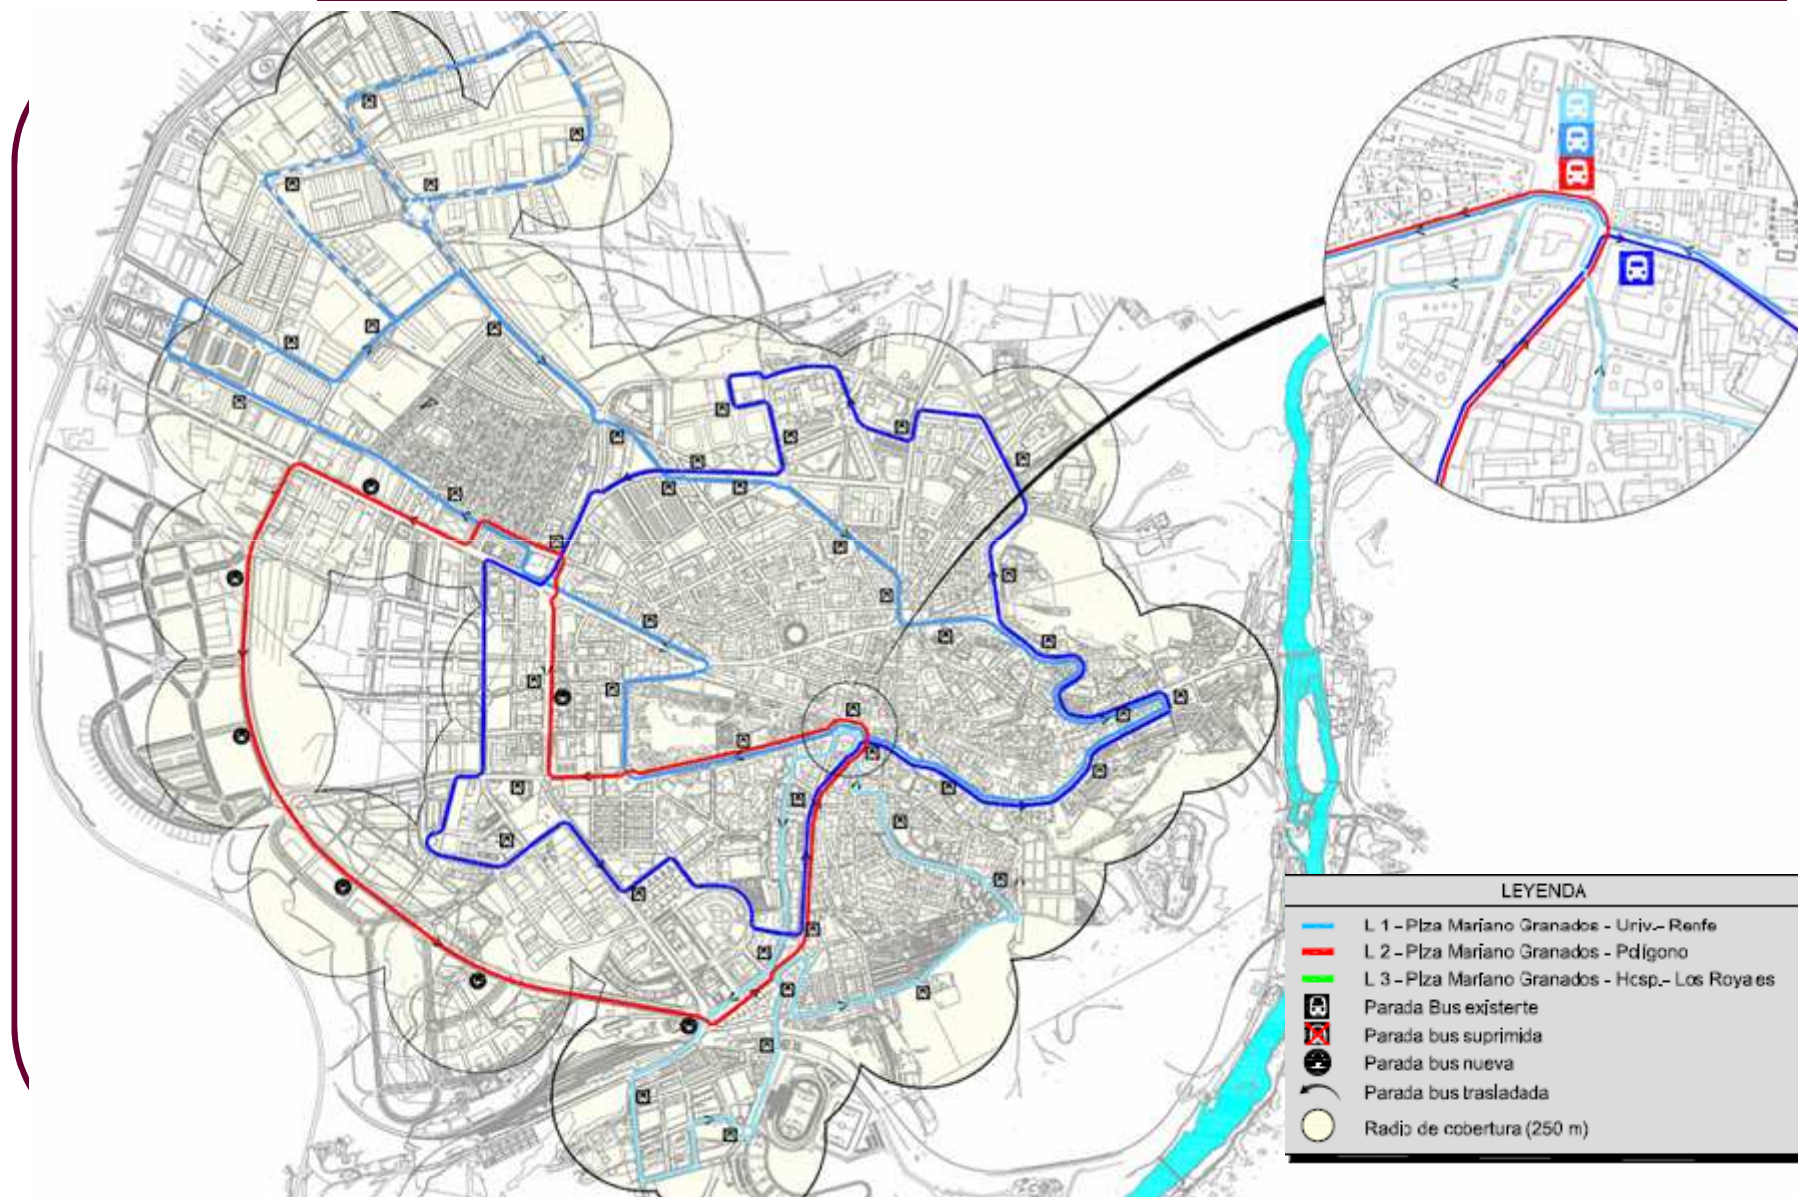 LEYENDA
L 1 - Plza Mariano Granados - Univ.- Renfe
L 2 - Plza Mariano Granados - Polígono
L 3 - Plza Mariano Granados - Hosp.- Los Royales
Parada Bus existente
Parada bus suprimida
Parada bus nueva
Parada bus trasladada
Radio de cobertura (250 m)